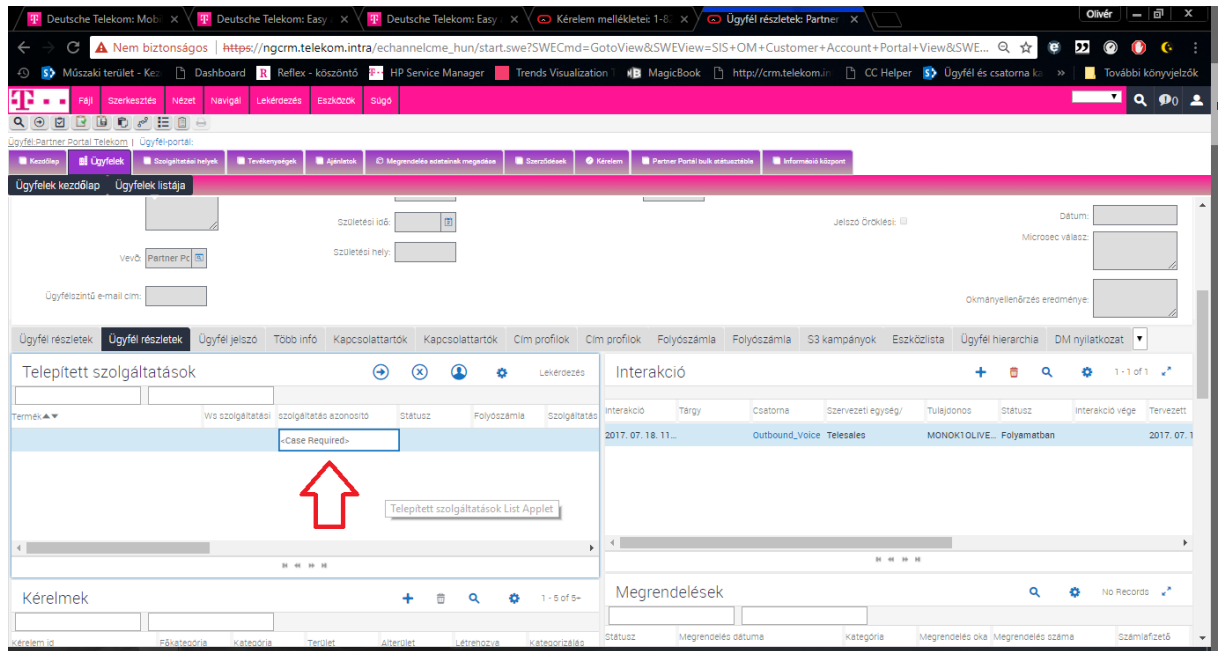 Deutsche Telekom: Mobi
Deutsche Telekom: Easy
Deutsche Telekom: Easy
Kérelem mellékletei: 1-8
Ügyfél részletek: Partner
Olivér
Nem biztonságos | https://ngcrm.telekom.intra/echannelcme_hun/start.swe?SWECmd=GotoView&SWEView=SIS+OM+Customer+Account+Portal+View&SWE...
Műszaki terület - Kez
Dashboard
Reflex - köszöntő
HP Service Manager
Trends Visualization
MagicBook
http://crm.telekom.in
CC Helper
Ügyfél és csatorna ka
»
További könyvjelzők
Fájl Szerkesztés Nézet Navigál Lekérdezés Eszközök Súgó
0
Ügyfél:Partner Portal Telekom | Ügyfél-portál:
Kezdőlap Ügyfelek Szolgáltatási helyek Tevékenységek Ajánlatok Megrendelés adatainak megadása Szerződések Kérelem Partner Portál bulk státusztábla Információ központ
Ügyfelek kezdőlap Ügyfelek listája
Születési idő:
Jelszó Öröklési:
Dátum:
Microsec válasz:
Vevő: Partner Pc
Születési hely:
Ügyfélszintű e-mail cím:
Okmányellenőrzés eredménye:
Ügyfél részletek Ügyfél részletek Ügyfél jelszó Több infó Kapcsolattartók Kapcsolattartók Cím profilok Cím profilok Folyószámla Folyószámla S3 kampányok Eszközlista Ügyfél hierarchia DM nyilatkozat
Telepített szolgáltatások
Lekérdezés
Termék Ws szolgáltatási szolgáltatás azonosító Státusz Folyószámla Szolgáltatás
<Case Required>
Telepített szolgáltatások List Applet
Interakció
1 - 1 of 1
Interakció Tárgy Csatorna Szervezeti egység/ Tulajdonos Státusz Interakció vége Tervezett
2017. 07. 18. 11... Outbound_Voice Telesales MONOK1OLIVE... Folyamatban 2017. 07. 1
Kérelmek
1 - 5 of 5+
Kérelem id Főkategória Kategória Terület Alterület Létrehozva Kategorizálás
Megrendelések
No Records
Státusz Megrendelés dátuma Kategória Megrendelés oka Megrendelés száma Számlafizető